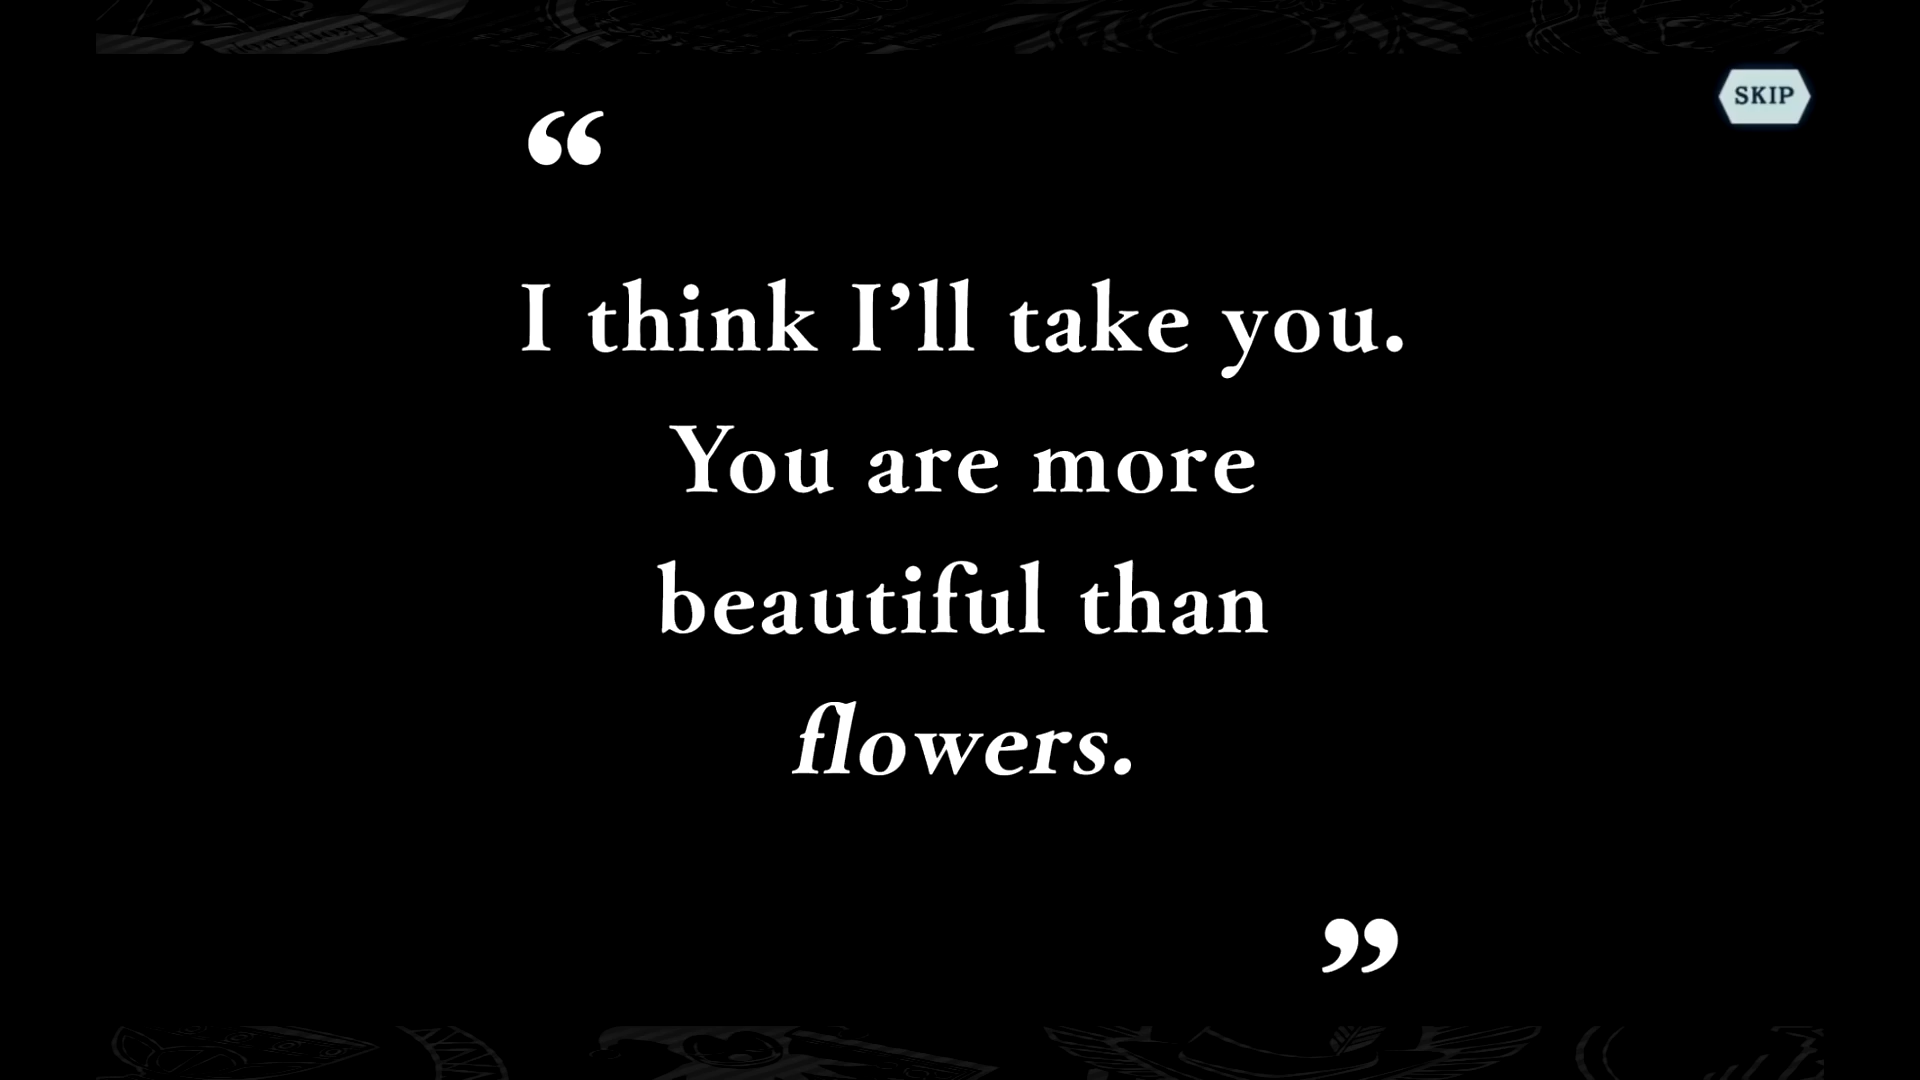 SKIP
“
I think I’ll take you.
You are more
beautiful than
flowers.
”